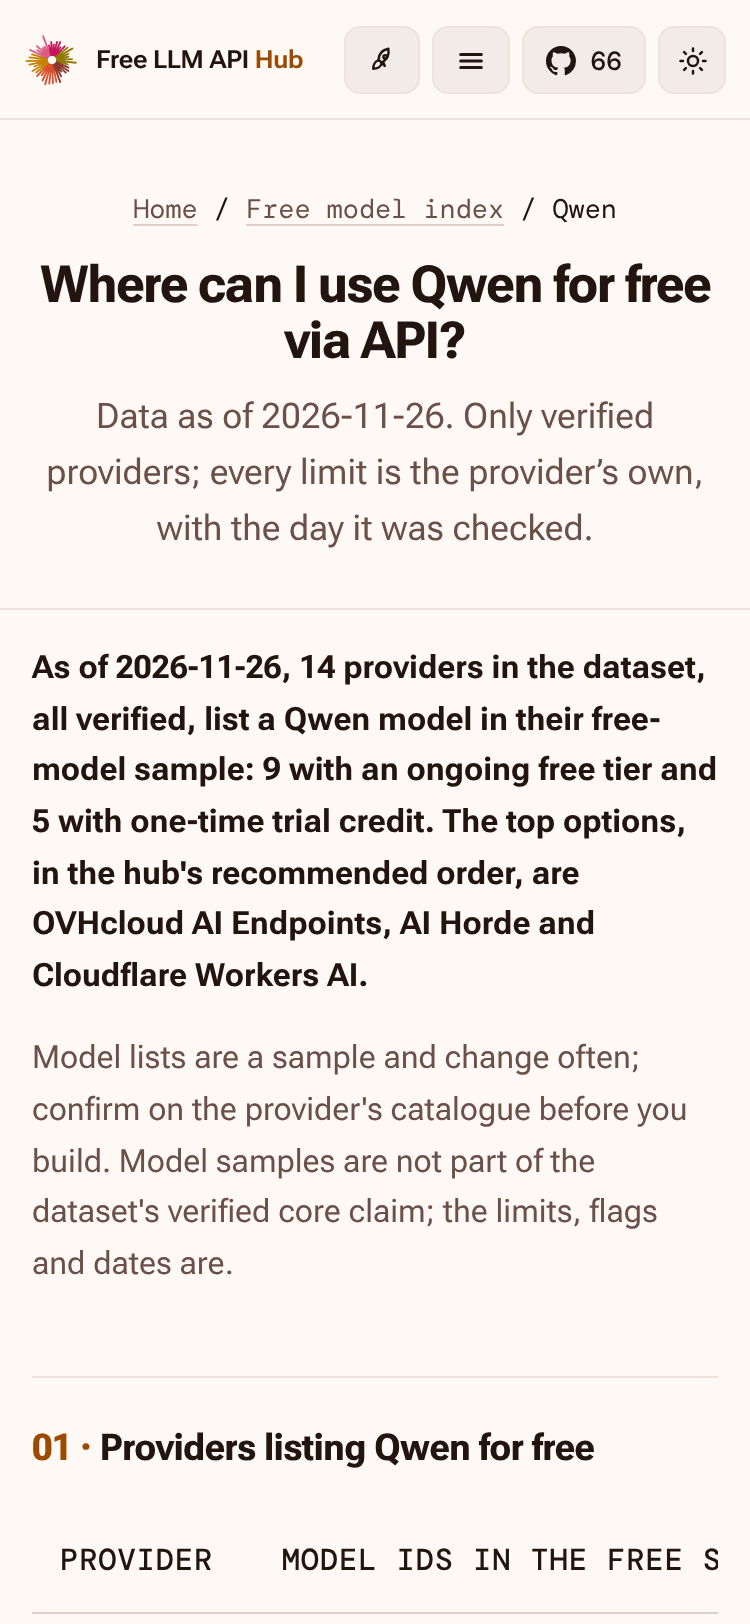 Free LLM API Hub
66
Home / Free model index / Qwen
Where can I use Qwen for free
via API?
Data as of 2026-11-26. Only verified
providers; every limit is the provider’s own,
with the day it was checked.
As of 2026-11-26, 14 providers in the dataset,
all verified, list a Qwen model in their free-
model sample: 9 with an ongoing free tier and
5 with one-time trial credit. The top options,
in the hub's recommended order, are
OVHcloud AI Endpoints, AI Horde and
Cloudflare Workers AI.
Model lists are a sample and change often;
confirm on the provider's catalogue before you
build. Model samples are not part of the
dataset's verified core claim; the limits, flags
and dates are.
01 · Providers listing Qwen for free
PROVIDER MODEL IDS IN THE FREE S